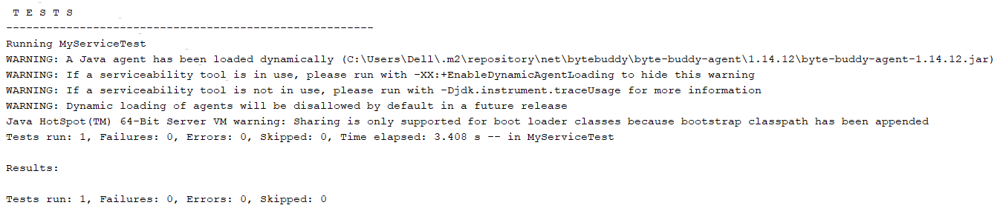 T E S T S
-------------------------------------------------------
Running MyServiceTest
WARNING: A Java agent has been loaded dynamically (C:\Users\Dell\.m2\repository\net\bytebuddy\byte-buddy-agent\1.14.12\byte-buddy-agent-1.14.12.jar)
WARNING: If a serviceability tool is in use, please run with -XX:+EnableDynamicAgentLoading to hide this warning
WARNING: If a serviceability tool is not in use, please run with -Djdk.instrument.traceUsage for more information
WARNING: Dynamic loading of agents will be disallowed by default in a future release
Java HotSpot(TM) 64-Bit Server VM warning: Sharing is only supported for boot loader classes because bootstrap classpath has been appended
Tests run: 1, Failures: 0, Errors: 0, Skipped: 0, Time elapsed: 3.408 s -- in MyServiceTest
Results:
Tests run: 1, Failures: 0, Errors: 0, Skipped: 0